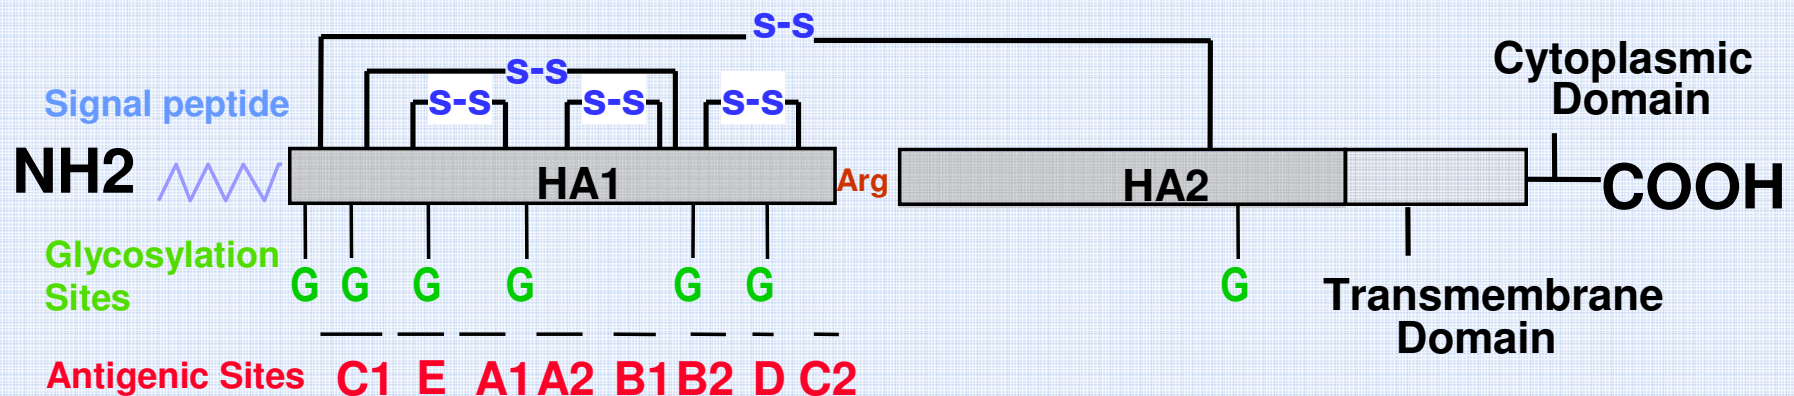 s-s
s-s
s-s s-s s-s
Cytoplasmic
Domain
Signal peptide
NH2 HA1 Arg HA2 COOH
Glycosylation
Sites
G G G G G G G
Transmembrane
Domain
Antigenic Sites C1 E A1 A2 B1 B2 D C2